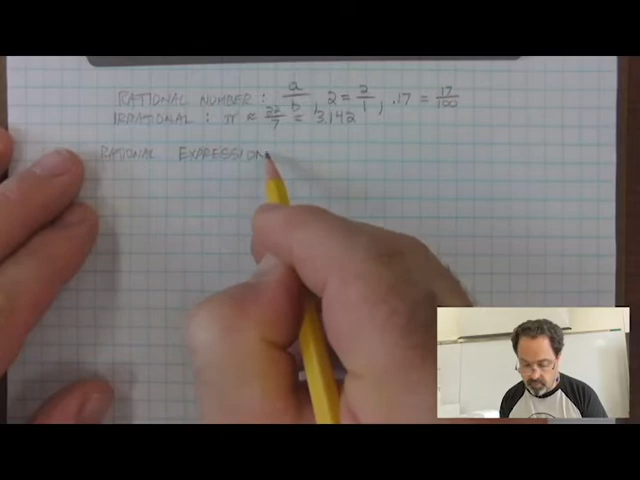 RATIONAL NUMBER: a/b, 2 = 2/1, .17 = 17/100
IRRATIONAL: π ≈ 22/7 = 3.142
RATIONAL EXPRESSION